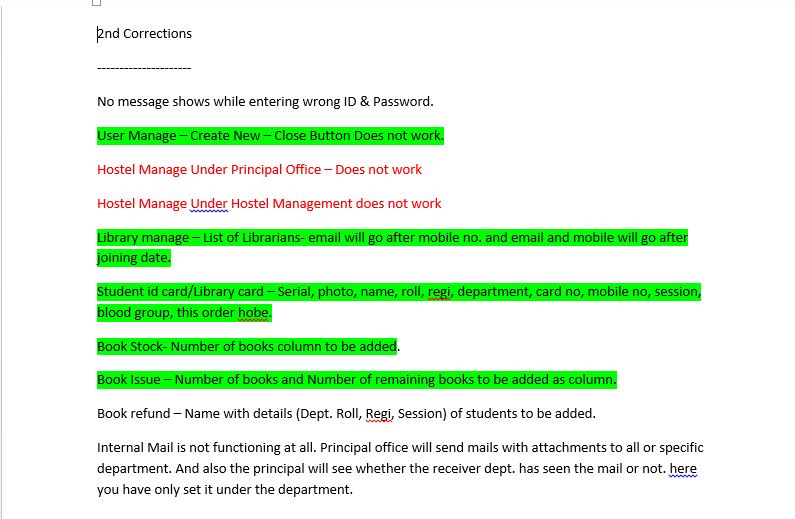 2nd Corrections
---------------------
No message shows while entering wrong ID & Password.
User Manage – Create New – Close Button Does not work.
Hostel Manage Under Principal Office – Does not work
Hostel Manage Under Hostel Management does not work
Library manage – List of Librarians- email will go after mobile no. and email and mobile will go after
joining date.
Student id card/Library card – Serial, photo, name, roll, regi, department, card no, mobile no, session,
blood group, this order hobe.
Book Stock- Number of books column to be added.
Book Issue – Number of books and Number of remaining books to be added as column.
Book refund – Name with details (Dept. Roll, Regi, Session) of students to be added.
Internal Mail is not functioning at all. Principal office will send mails with attachments to all or specific
department. And also the principal will see whether the receiver dept. has seen the mail or not. here
you have only set it under the department.